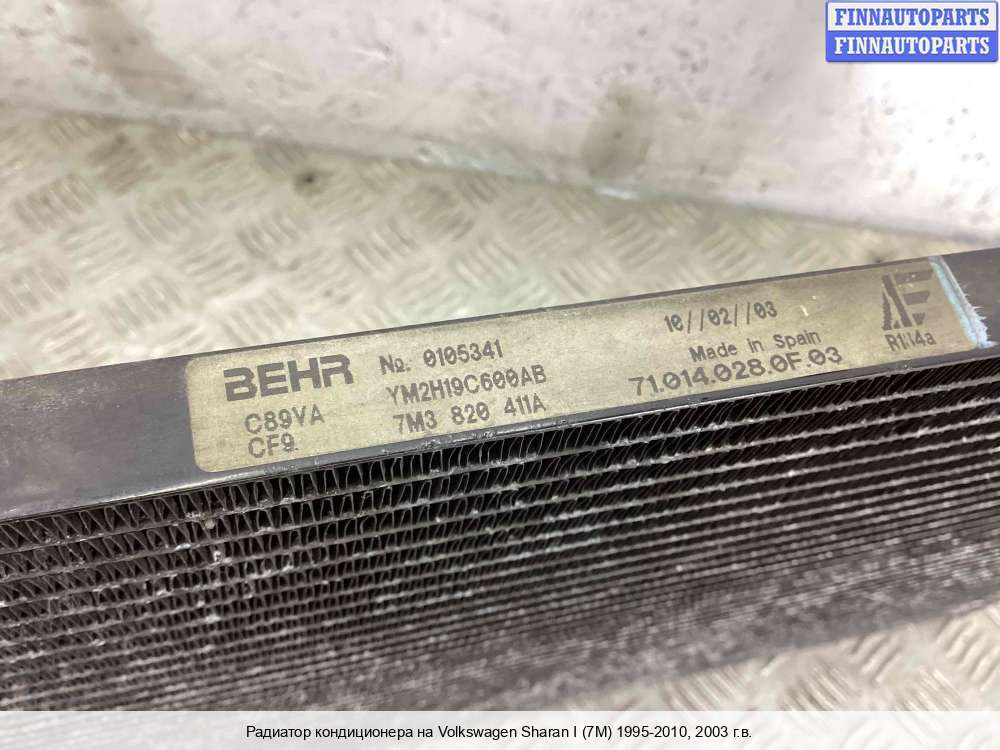 FINNAUTOPARTS
FINNAUTOPARTS
BEHR
№. 0105341
10//02//03
C89VA
YM2H19C600AB
Made in Spain
CF9
7M3 820 411A
71.014.028.0F.03
R134a
Радиатор кондиционера на Volkswagen Sharan I (7M) 1995-2010, 2003 г.в.